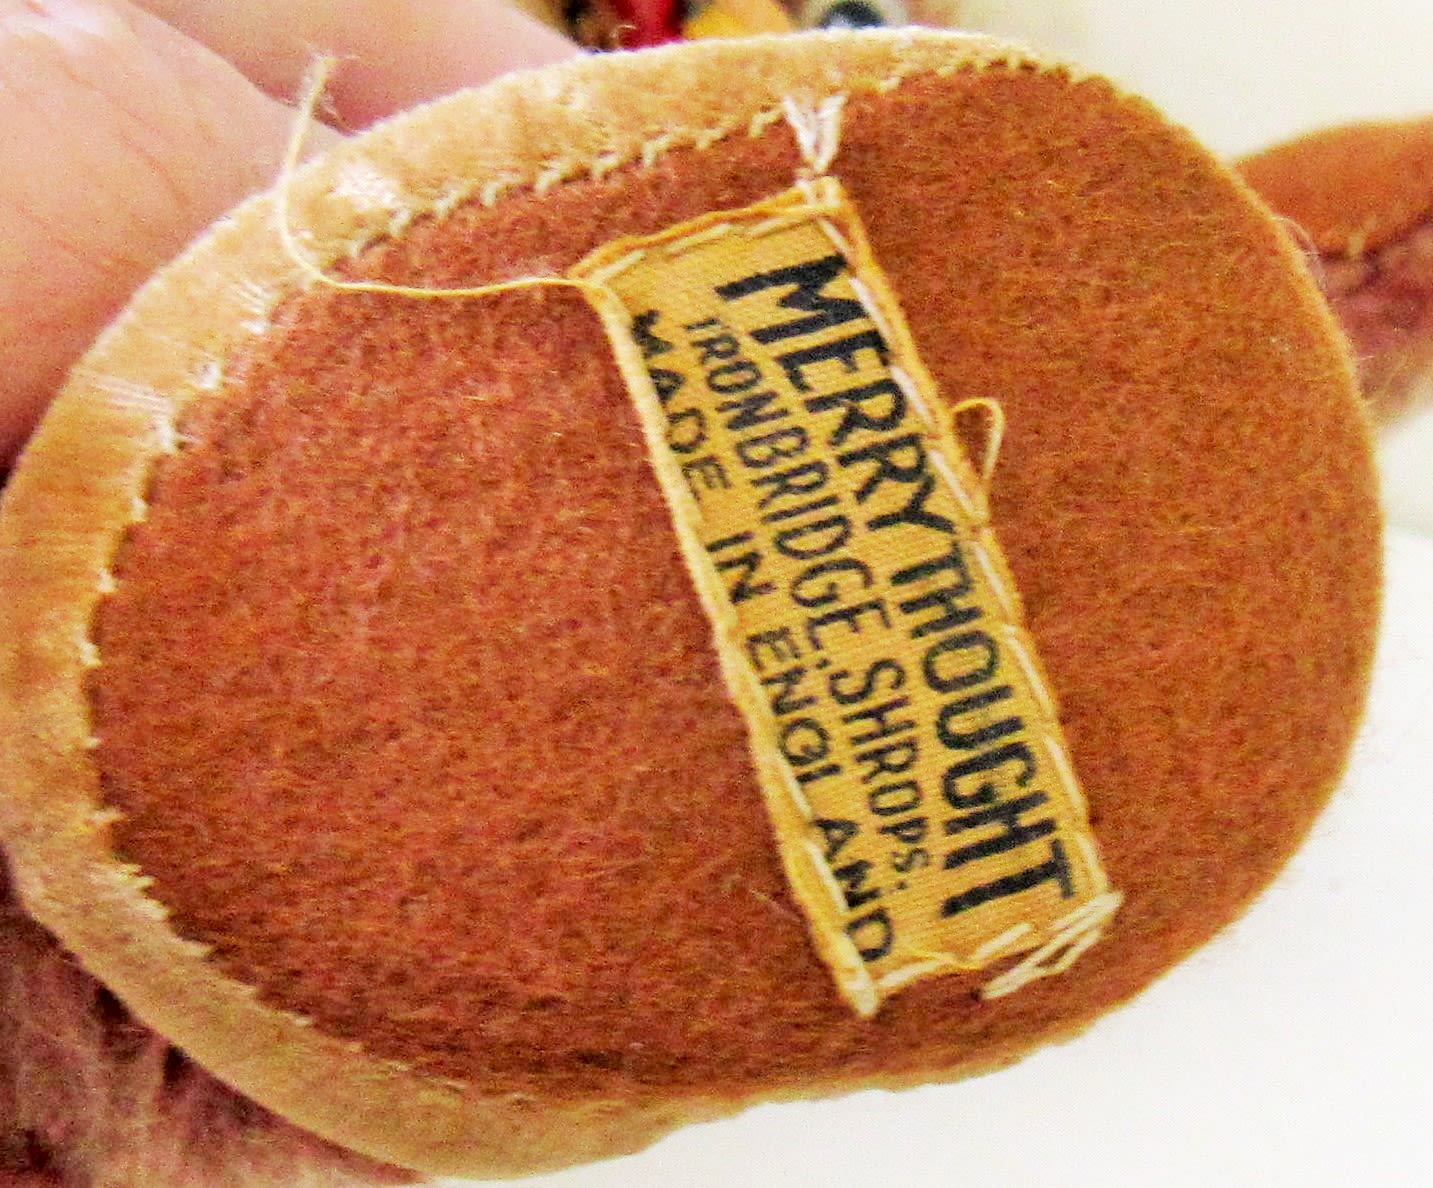 MERRYTHOUGHT
IRONBRIDGE. SHROPS.
MADE IN ENGLAND